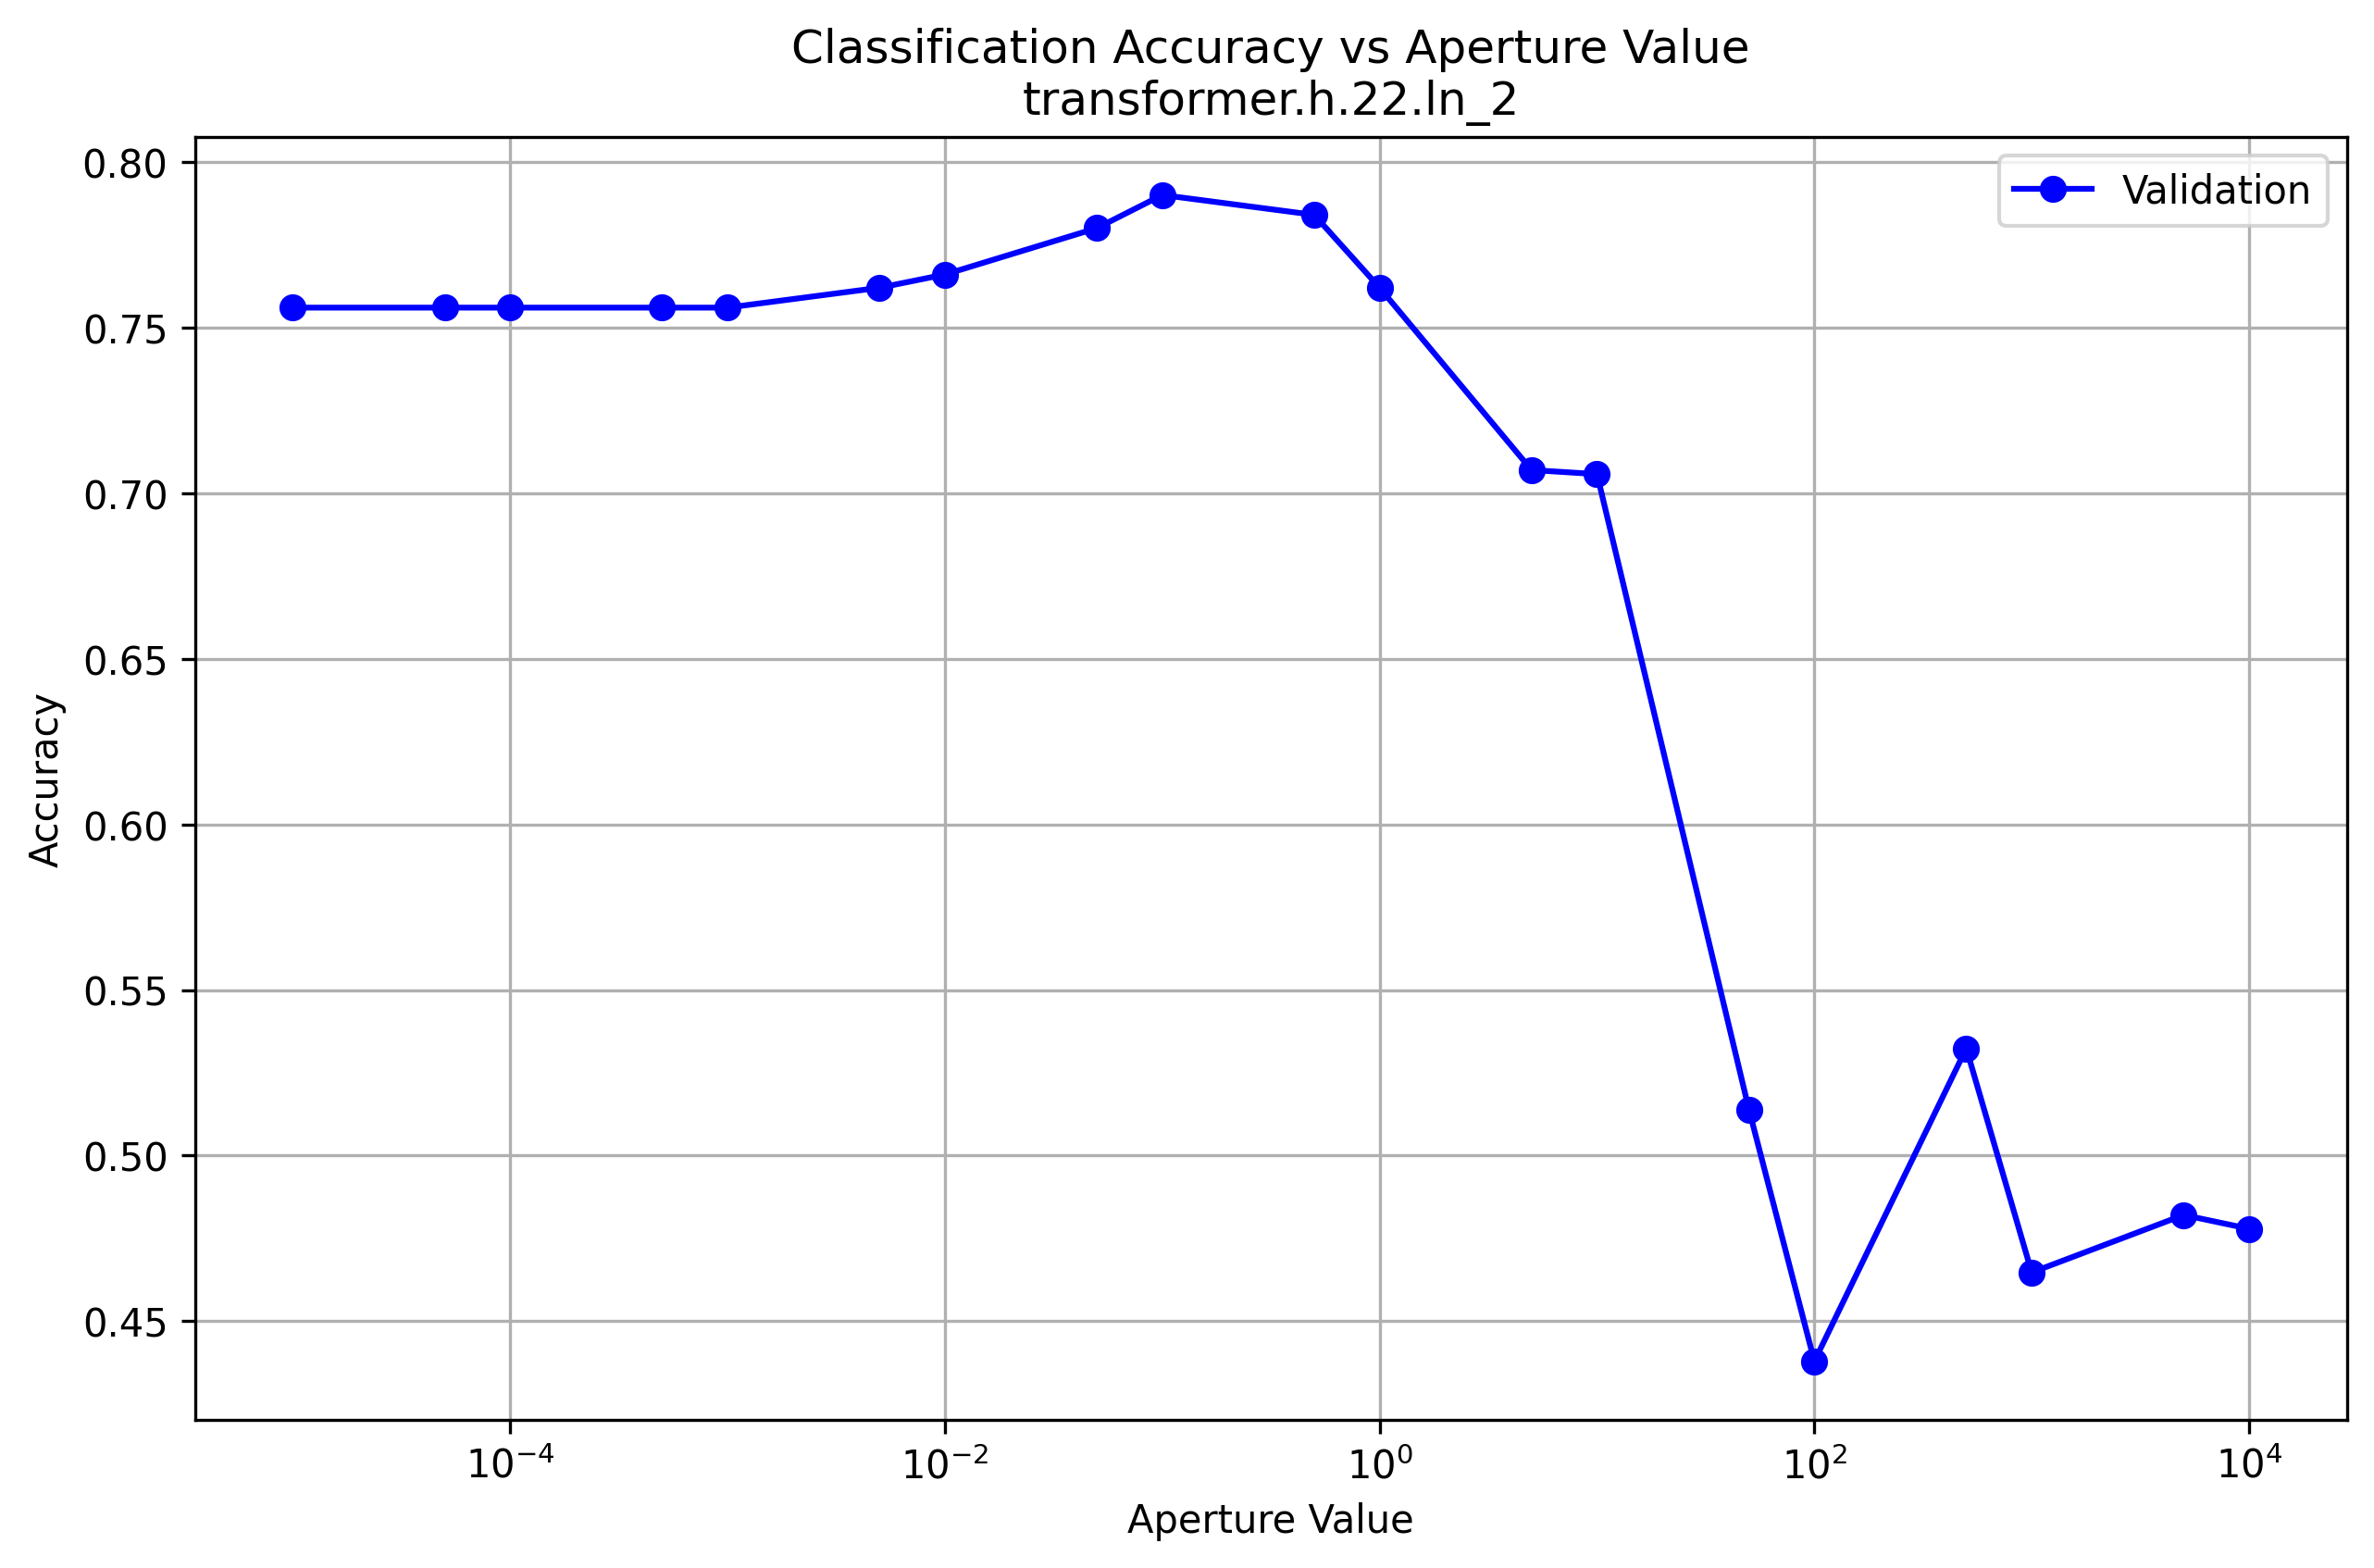 Classification Accuracy vs Aperture Value
transformer.h.22.ln_2
Validation
0.80
0.75
0.70
0.65
0.60
0.55
0.50
0.45
Accuracy
10⁻⁴ 10⁻² 10⁰ 10² 10⁴
Aperture Value